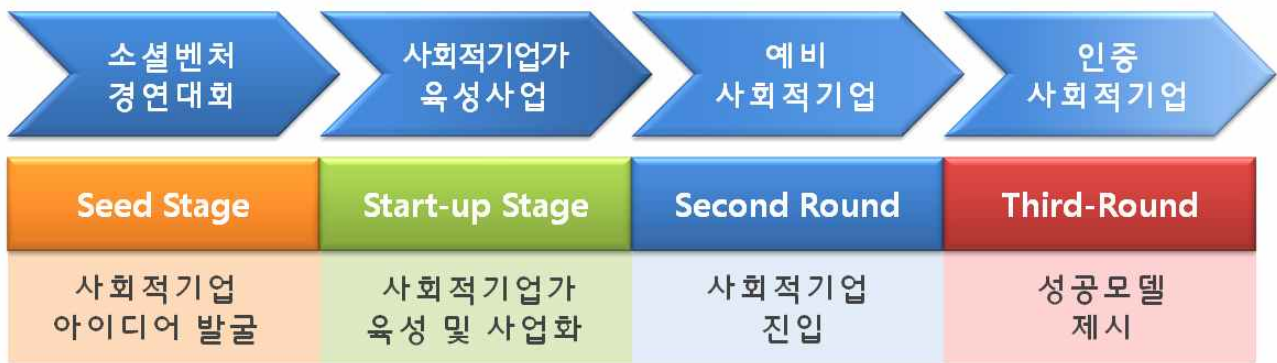 소셜벤처
경연대회
사회적기업가
육성사업
예비
사회적기업
인증
사회적기업
Seed Stage
Start-up Stage
Second Round
Third-Round
사회적기업
아이디어 발굴
사회적기업가
육성 및 사업화
사회적기업
진입
성공모델
제시